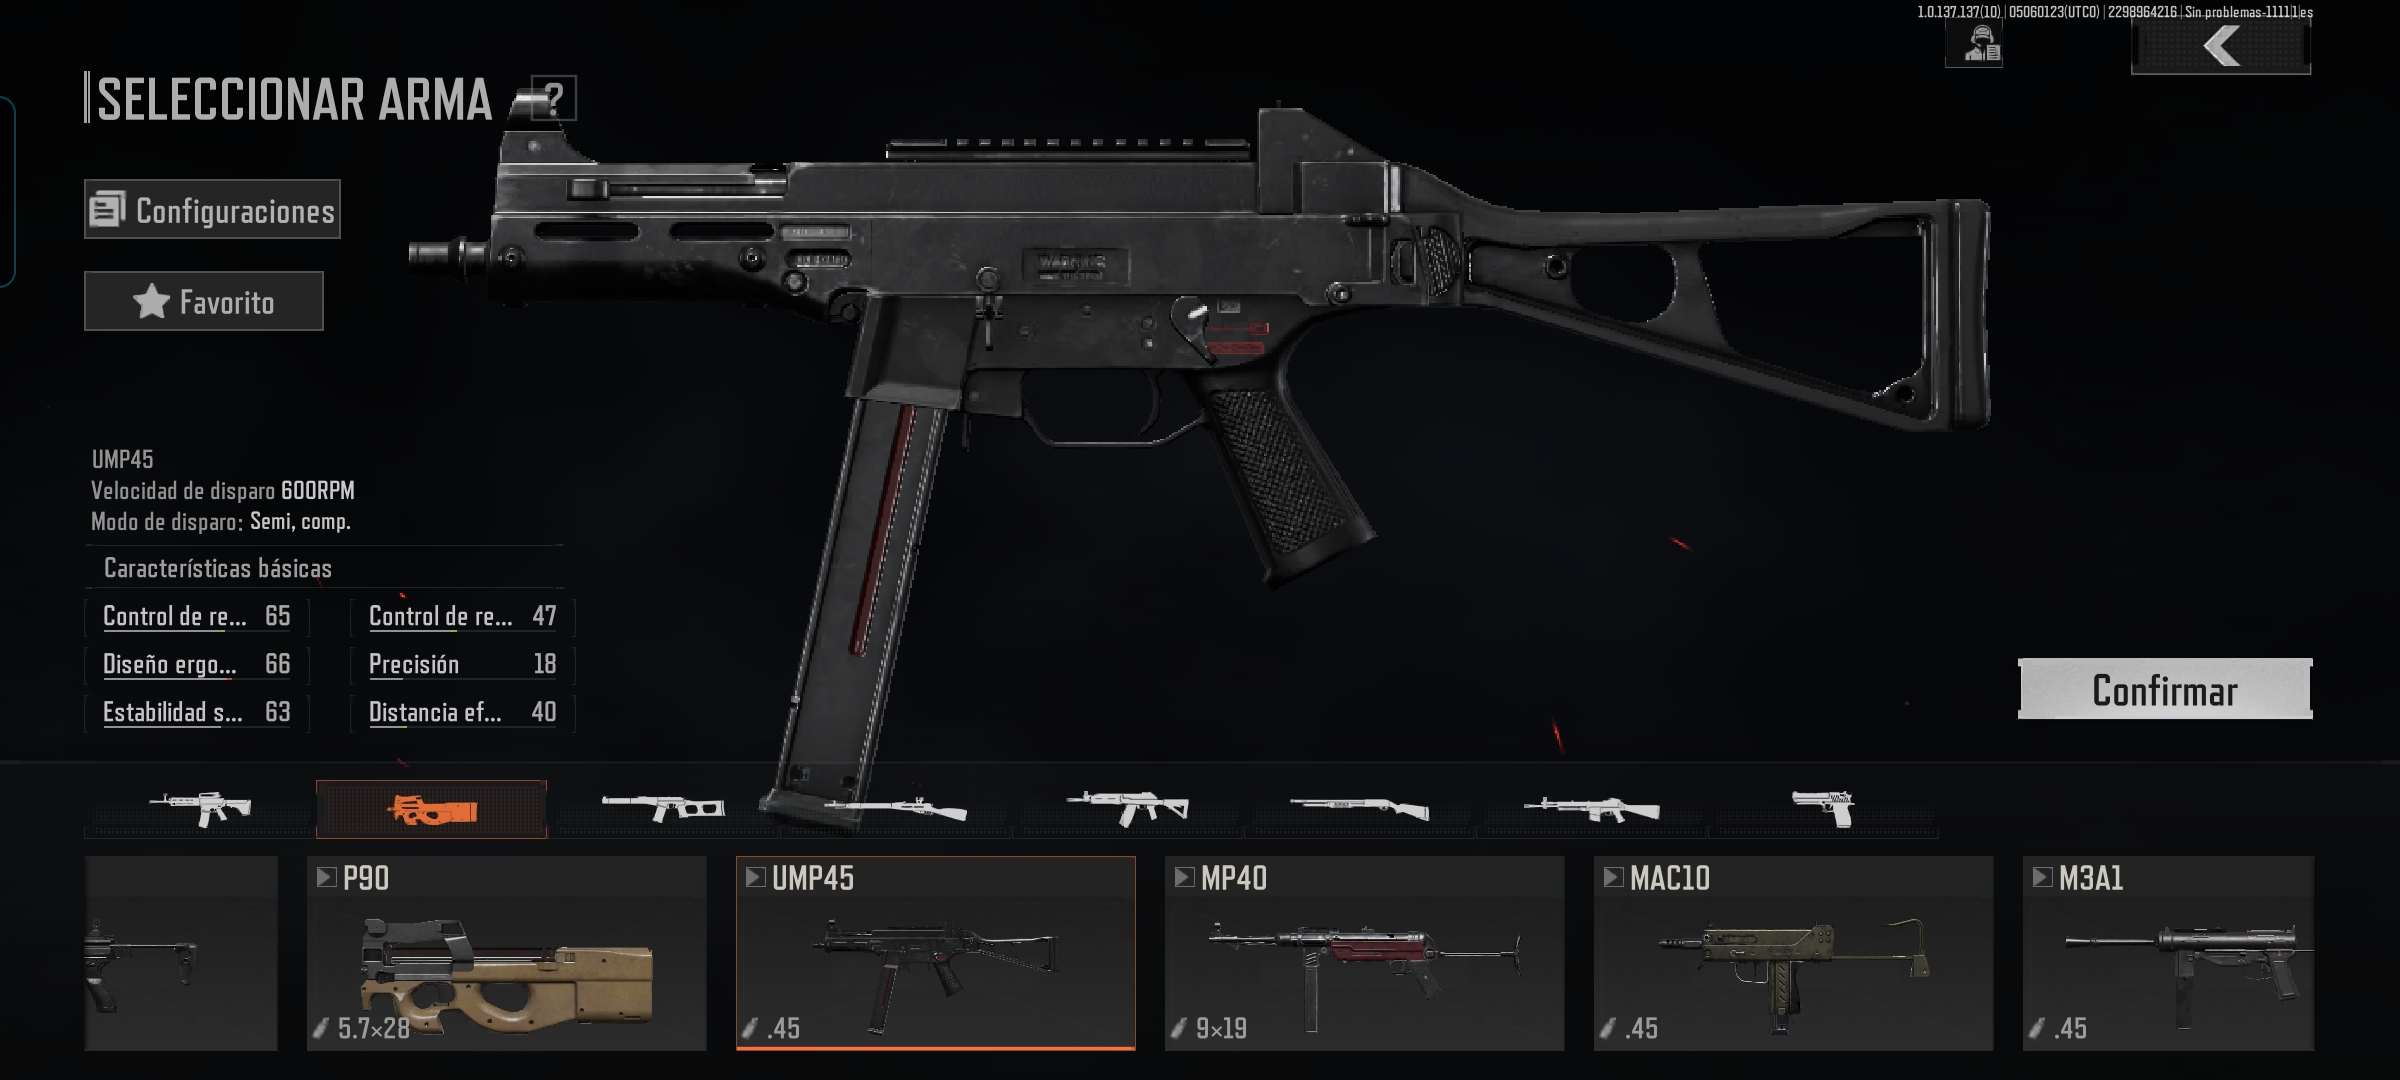 1.0.137.137(10) | 05060123(UTC0) | 2298964216 | Sin problemas-1111|1|es
SELECCIONAR ARMA ?
Configuraciones
Favorito
UMP45
Velocidad de disparo 600RPM
Modo de disparo: Semi, comp.
Características básicas
Control de re... 65 Control de re... 47
Diseño ergo... 66 Precisión 18
Estabilidad s... 63 Distancia ef... 40
Confirmar
P90 UMP45 MP40 MAC10 M3A1
5.7×28 .45 9×19 .45 .45